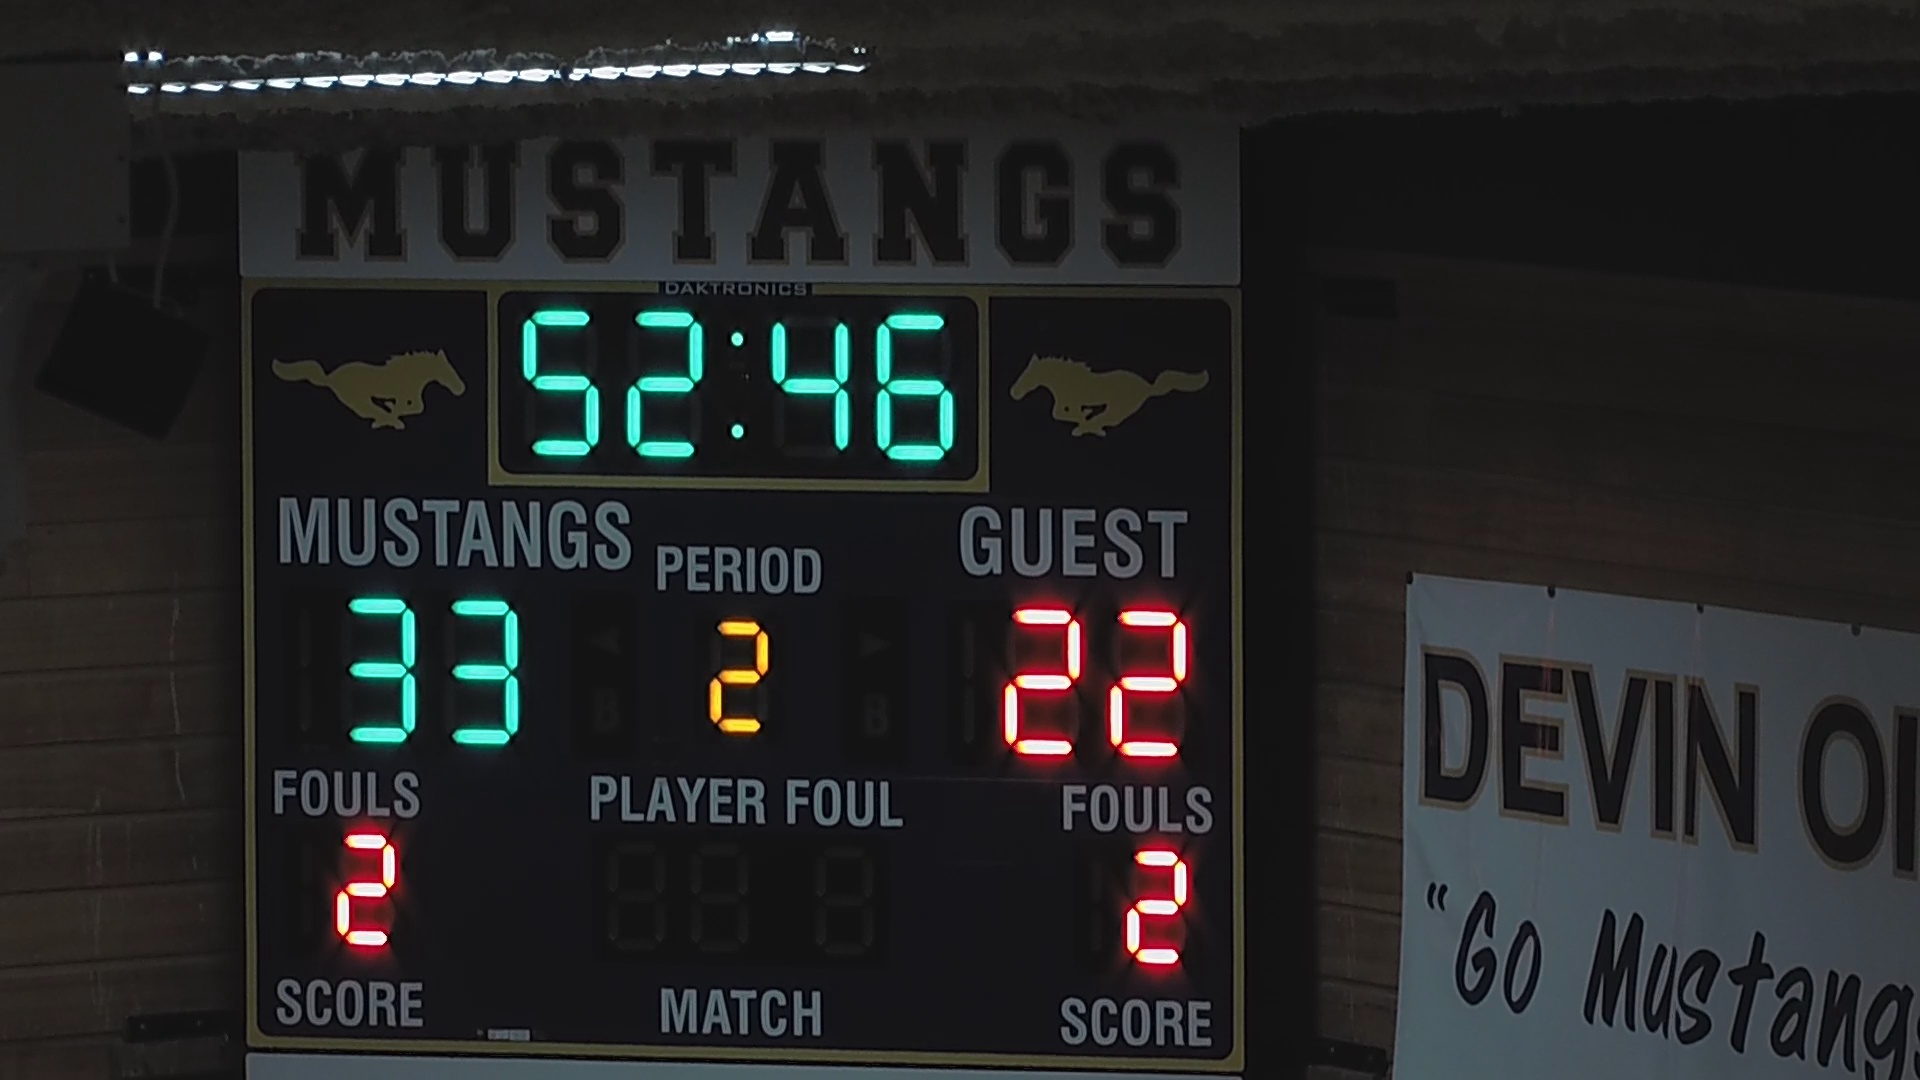 MUSTANGS
DAKTRONICS
52:46
MUSTANGS PERIOD GUEST
33 2 22
FOULS PLAYER FOUL FOULS
2 2
SCORE MATCH SCORE
DEVIN
"Go Mustangs